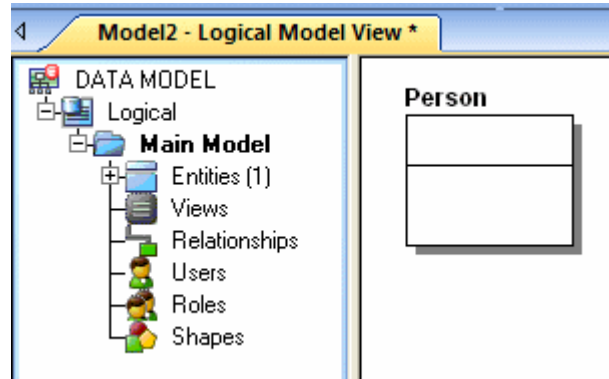 Model2 - Logical Model View *
DATA MODEL
Logical
Main Model
Entities (1)
Views
Relationships
Users
Roles
Shapes
Person